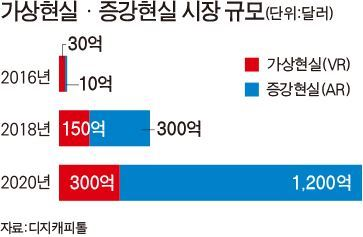 가상현실·증강현실 시장 규모(단위:달러)
30억
가상현실(VR)
2016년
10억
증강현실(AR)
2018년 150억 300억
2020년 300억 1,200억
자료:디지캐피톨